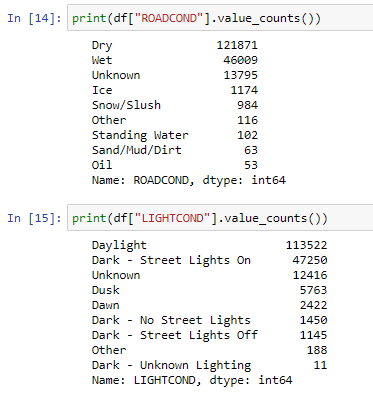 In [14]: print(df["ROADCOND"].value_counts())
Dry 121871
Wet 46009
Unknown 13795
Ice 1174
Snow/Slush 984
Other 116
Standing Water 102
Sand/Mud/Dirt 63
Oil 53
Name: ROADCOND, dtype: int64
In [15]: print(df["LIGHTCOND"].value_counts())
Daylight 113522
Dark - Street Lights On 47250
Unknown 12416
Dusk 5763
Dawn 2422
Dark - No Street Lights 1450
Dark - Street Lights Off 1145
Other 188
Dark - Unknown Lighting 11
Name: LIGHTCOND, dtype: int64